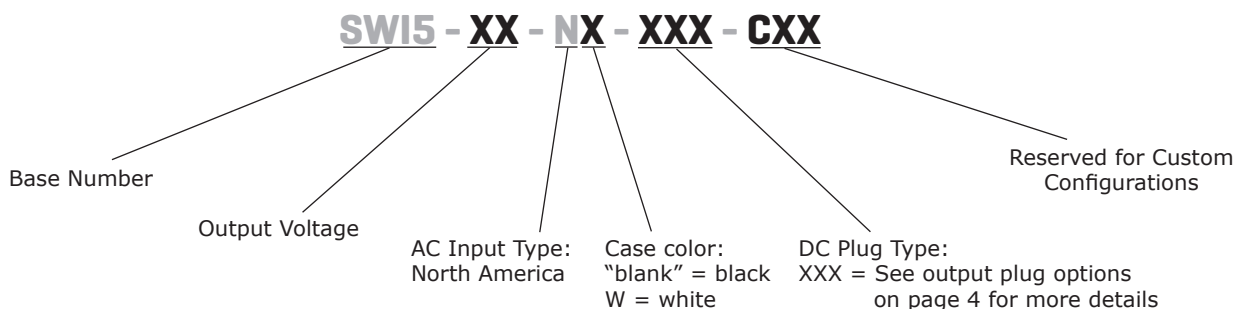 SWI5 - XX - NX - XXX - CXX
Base Number
Output Voltage
AC Input Type:
North America
Case color:
“blank” = black
W = white
DC Plug Type:
XXX = See output plug options
on page 4 for more details
Reserved for Custom
Configurations